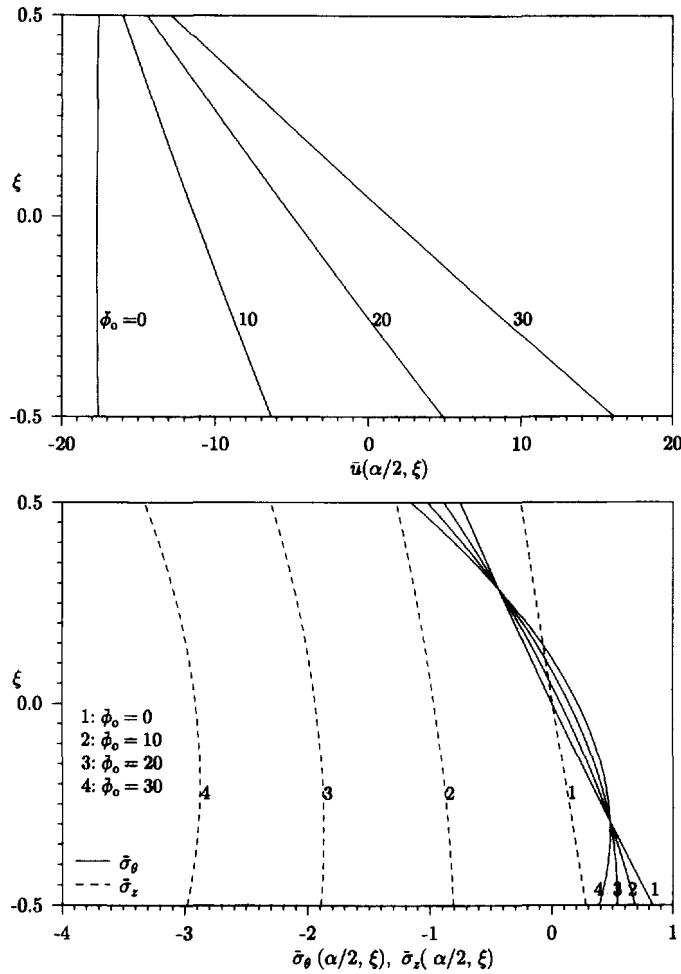 0.5
ξ
0.0
-0.5
ϕ̄ₒ =0
10
20
30
-20 -10 0 10 20
ū(α/2, ξ)
0.5
ξ
0.0
-0.5
1: ϕ̄ₒ = 0
2: ϕ̄ₒ = 10
3: ϕ̄ₒ = 20
4: ϕ̄ₒ = 30
4 3 2 1
σ̄θ
σ̄z
4 3 2 1
-4 -3 -2 -1 0 1
σ̄θ (α/2, ξ), σ̄z( α/2, ξ)